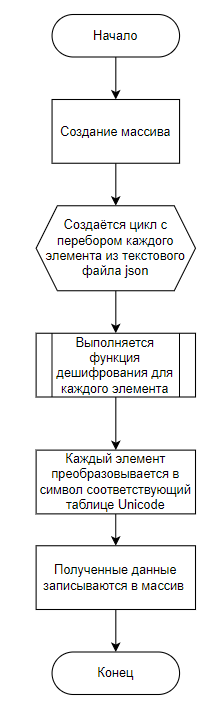 Начало
Создание массива
Создаётся цикл с
перебором каждого
элемента из текстового
файла json
Выполняется
функция
дешифрования для
каждого элемента
Каждый элемент
преобразовывается в
символ соответствующий
таблице Unicode
Полученные данные
записываются в массив
Конец